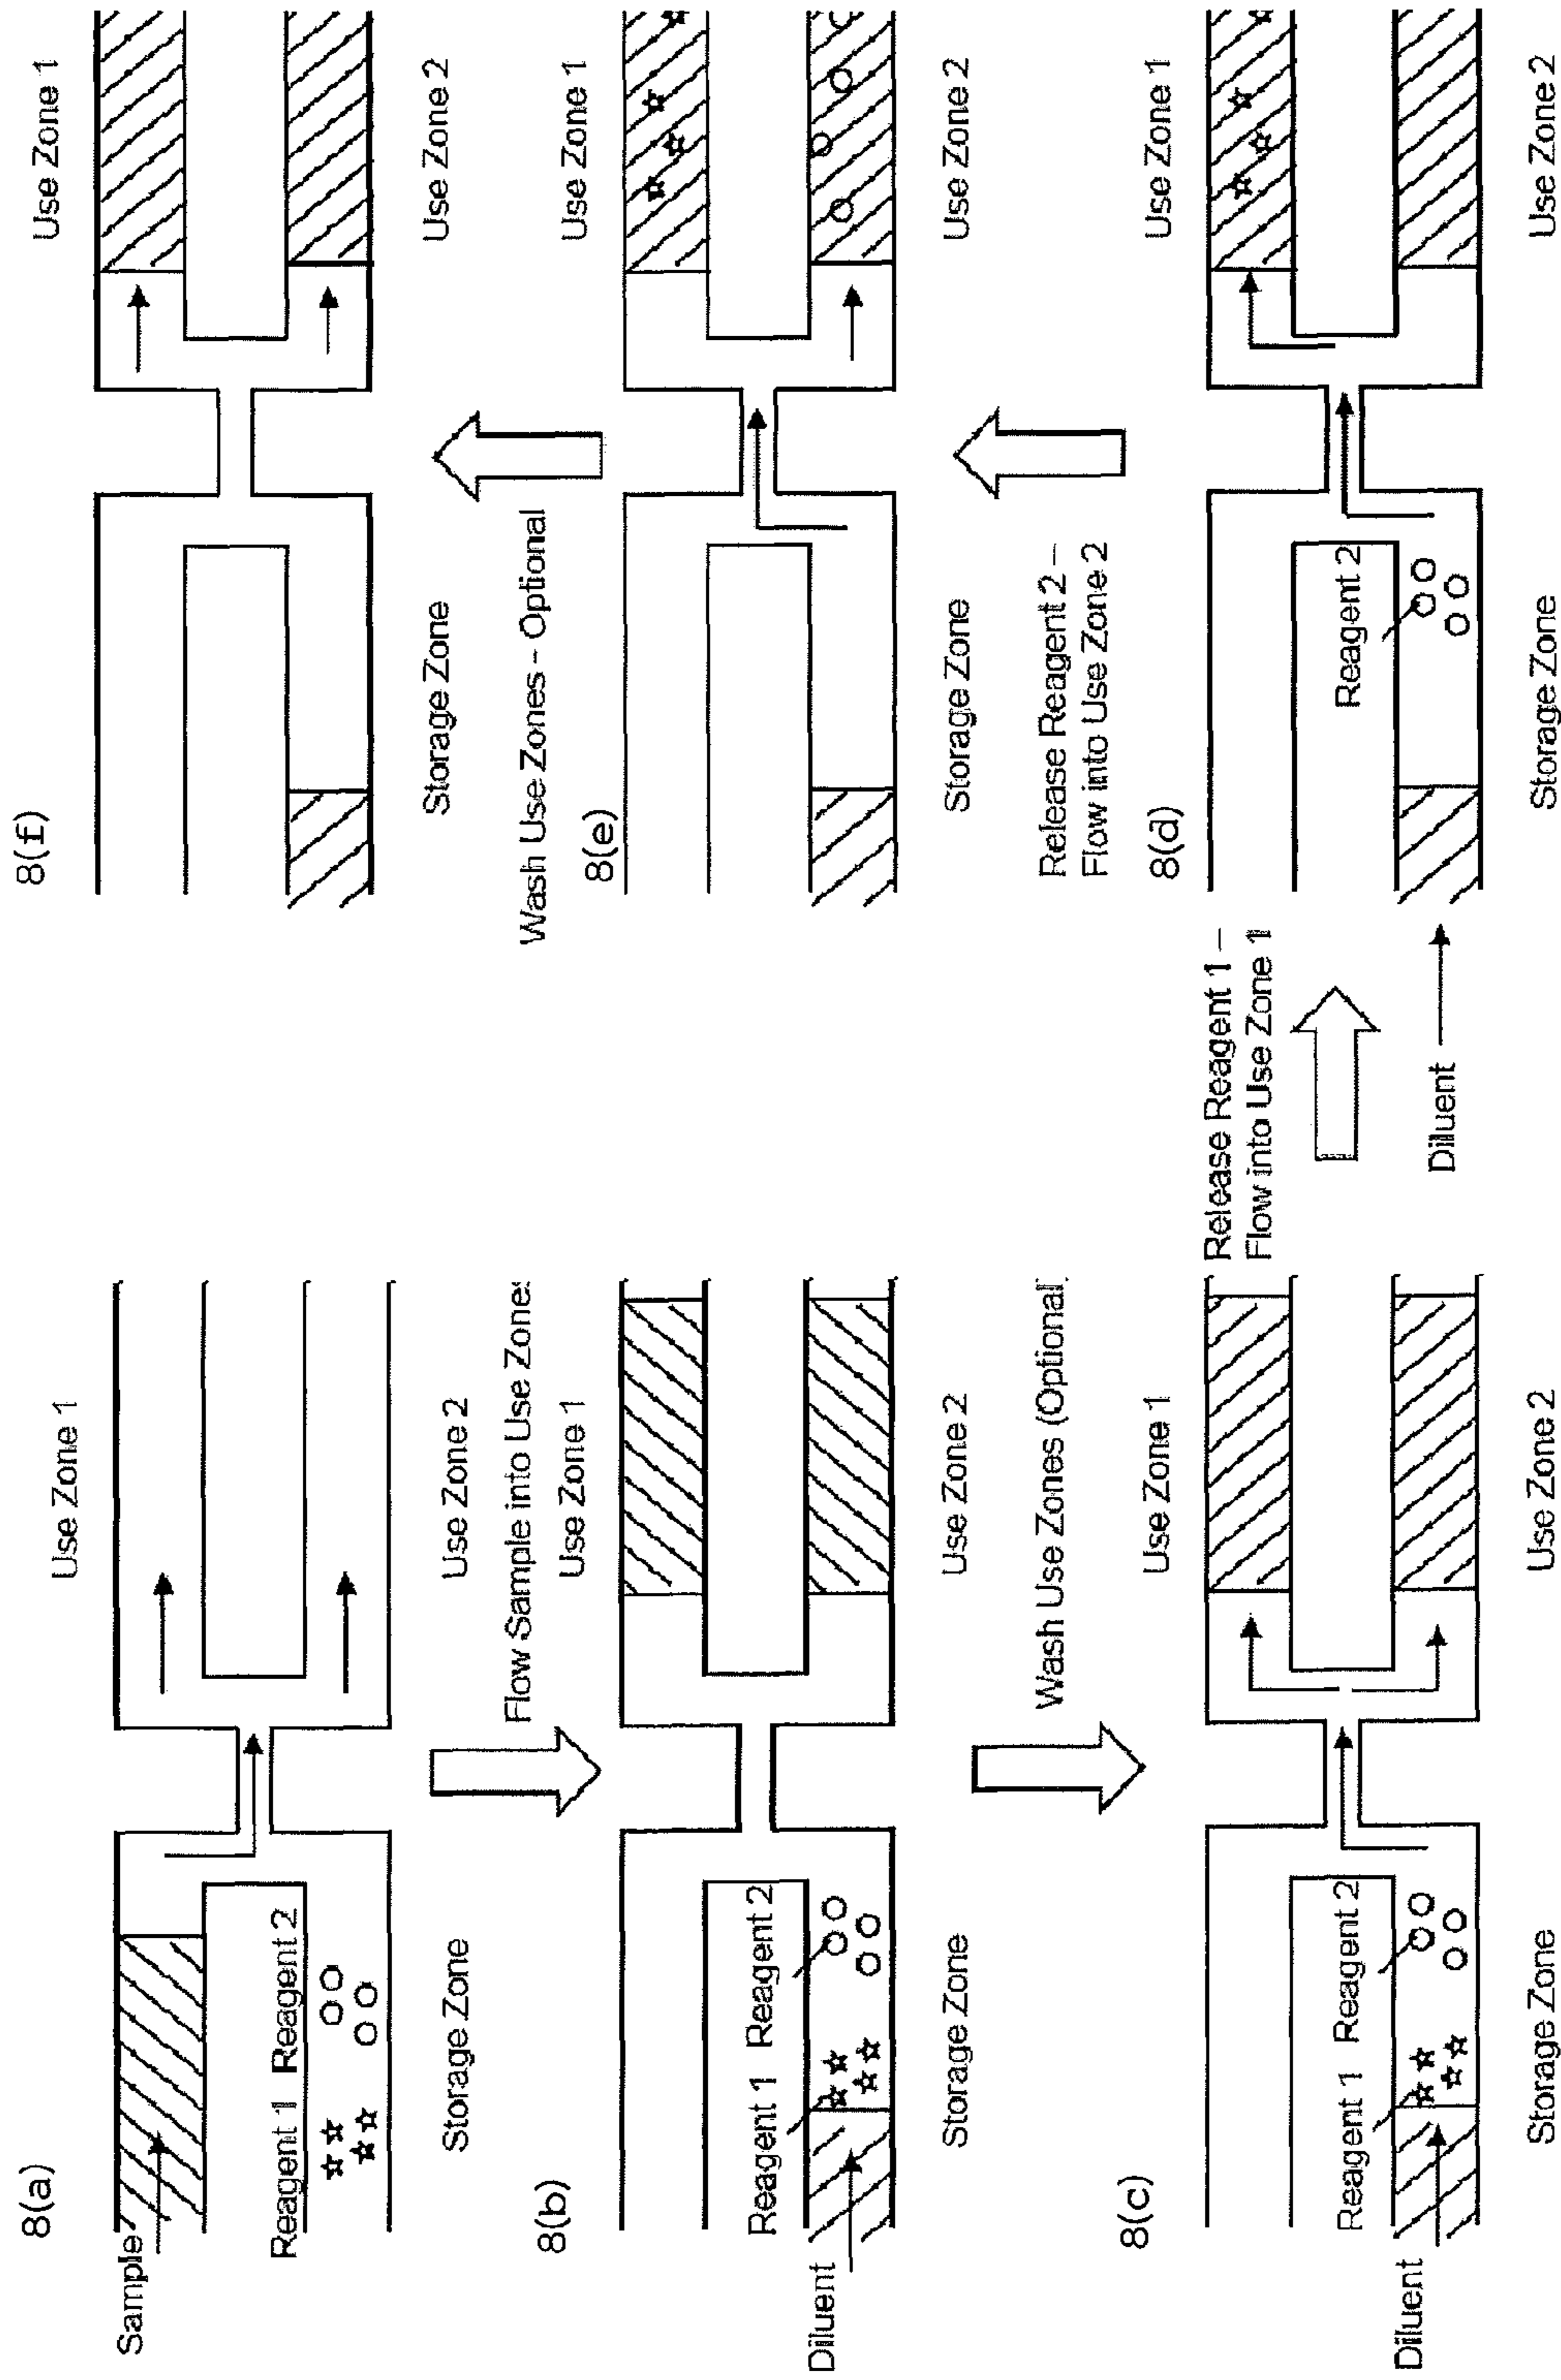 8(a)
Sample
Use Zone 1
Reagent 1 Reagent 2
Storage Zone
Use Zone 2
Flow Sample into Use Zones
8(b)
Use Zone 1
Reagent 1 Reagent 2
Diluent
Storage Zone
Use Zone 2
Wash Use Zones (Optional
8(c)
Use Zone 1
Reagent 1 Reagent 2
Diluent
Storage Zone
Use Zone 2
Release Reagent 1 –
Flow into Use Zone 1
Diluent
8(d)
Use Zone 1
Reagent 2
Storage Zone
Use Zone 2
Release Reagent 2 –
Flow into Use Zone 2
8(e)
Use Zone 1
Storage Zone
Use Zone 2
Wash Use Zones - Optional
8(f)
Use Zone 1
Storage Zone
Use Zone 2